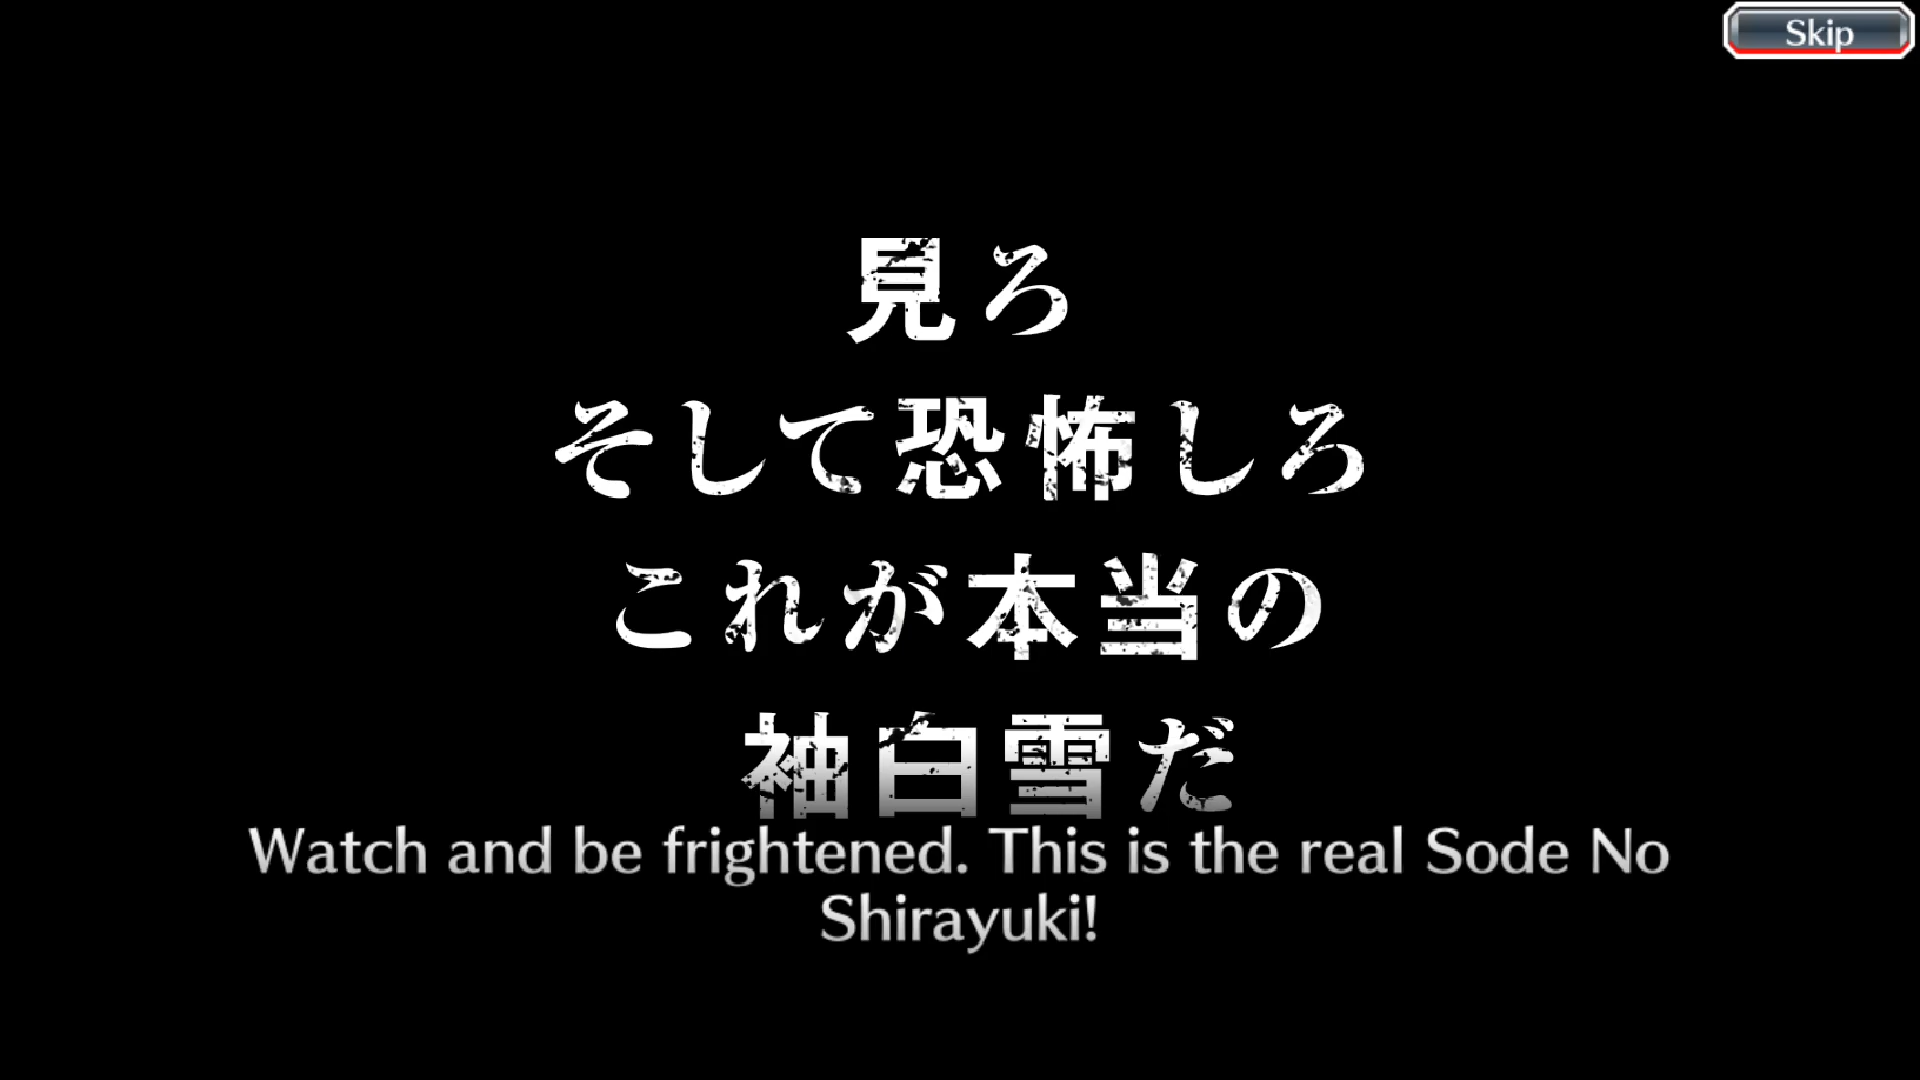 Skip
見ろ
そして恐怖しろ
これが本当の
袖白雪だ
Watch and be frightened. This is the real Sode No
Shirayuki!